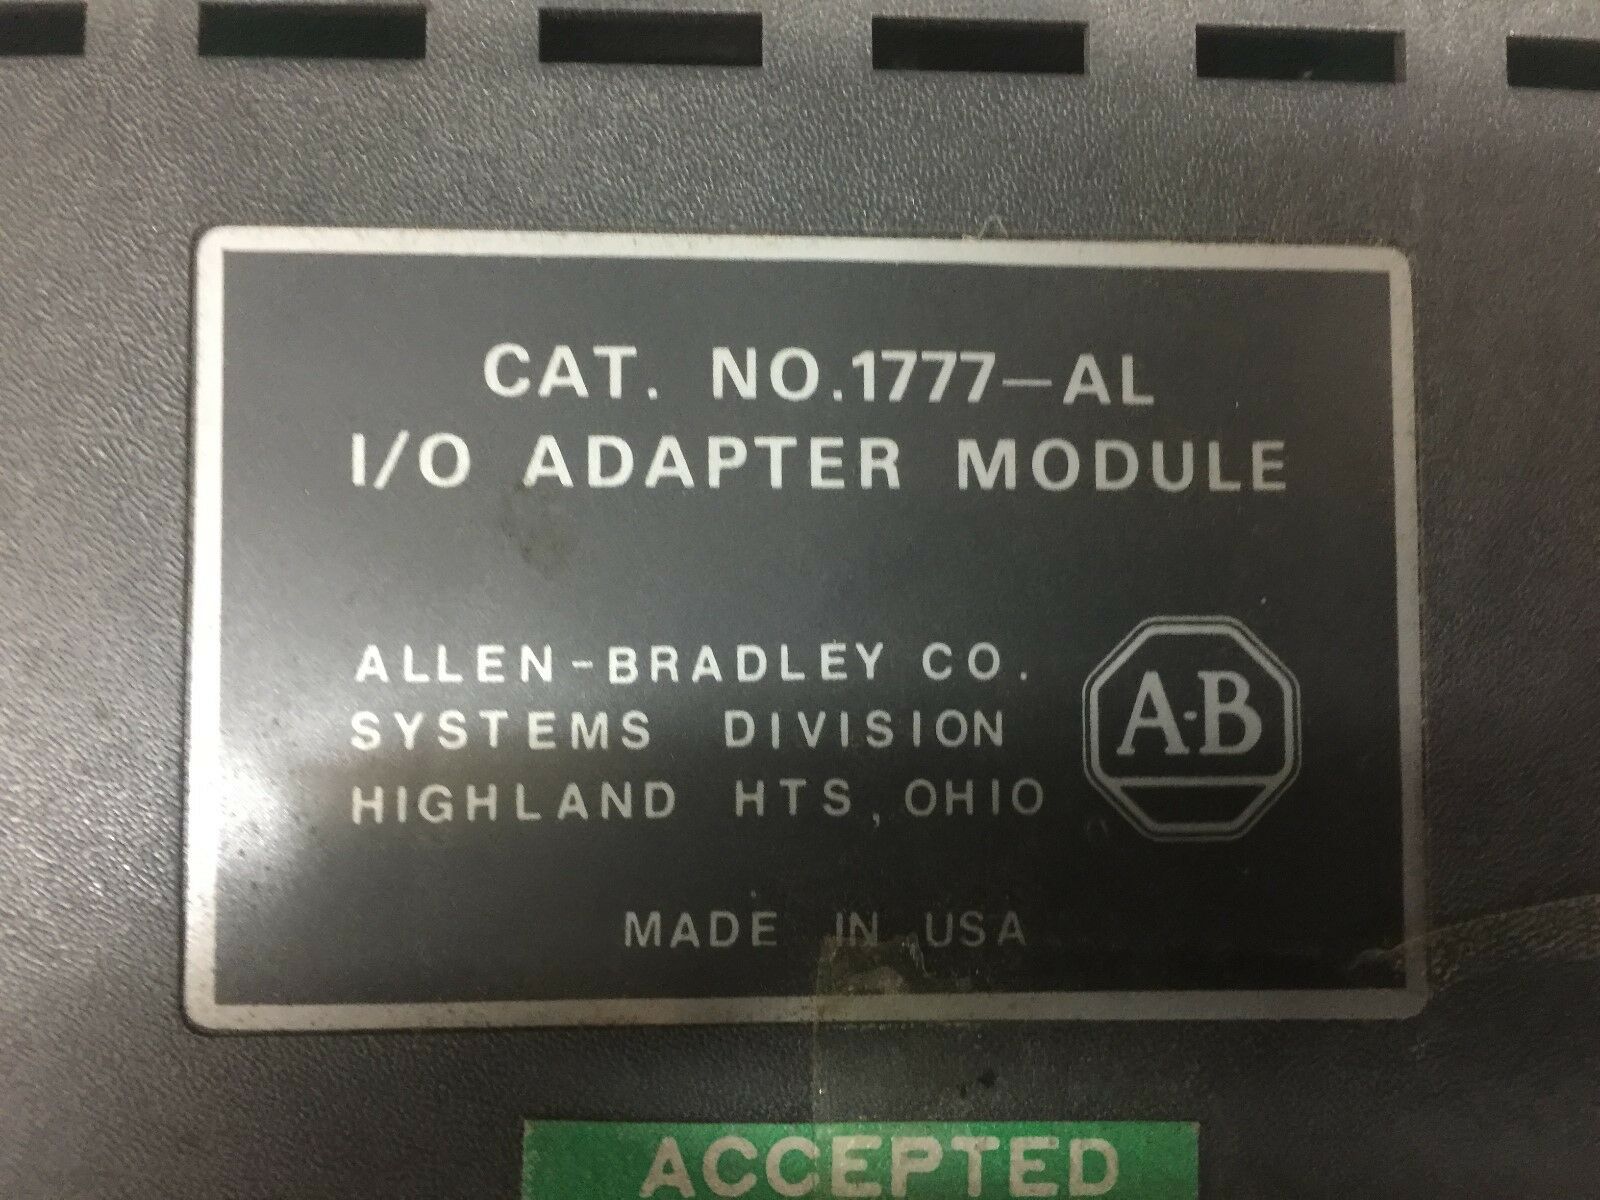 CAT. NO.1777-AL
I/O ADAPTER MODULE
ALLEN-BRADLEY CO.
SYSTEMS DIVISION
HIGHLAND HTS, OHIO
A-B
MADE IN USA
ACCEPTED